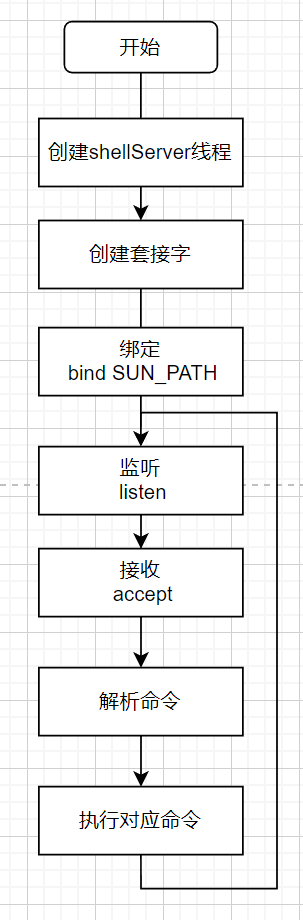 开始
创建shellServer线程
创建套接字
绑定
bind SUN_PATH
监听
listen
接收
accept
解析命令
执行对应命令